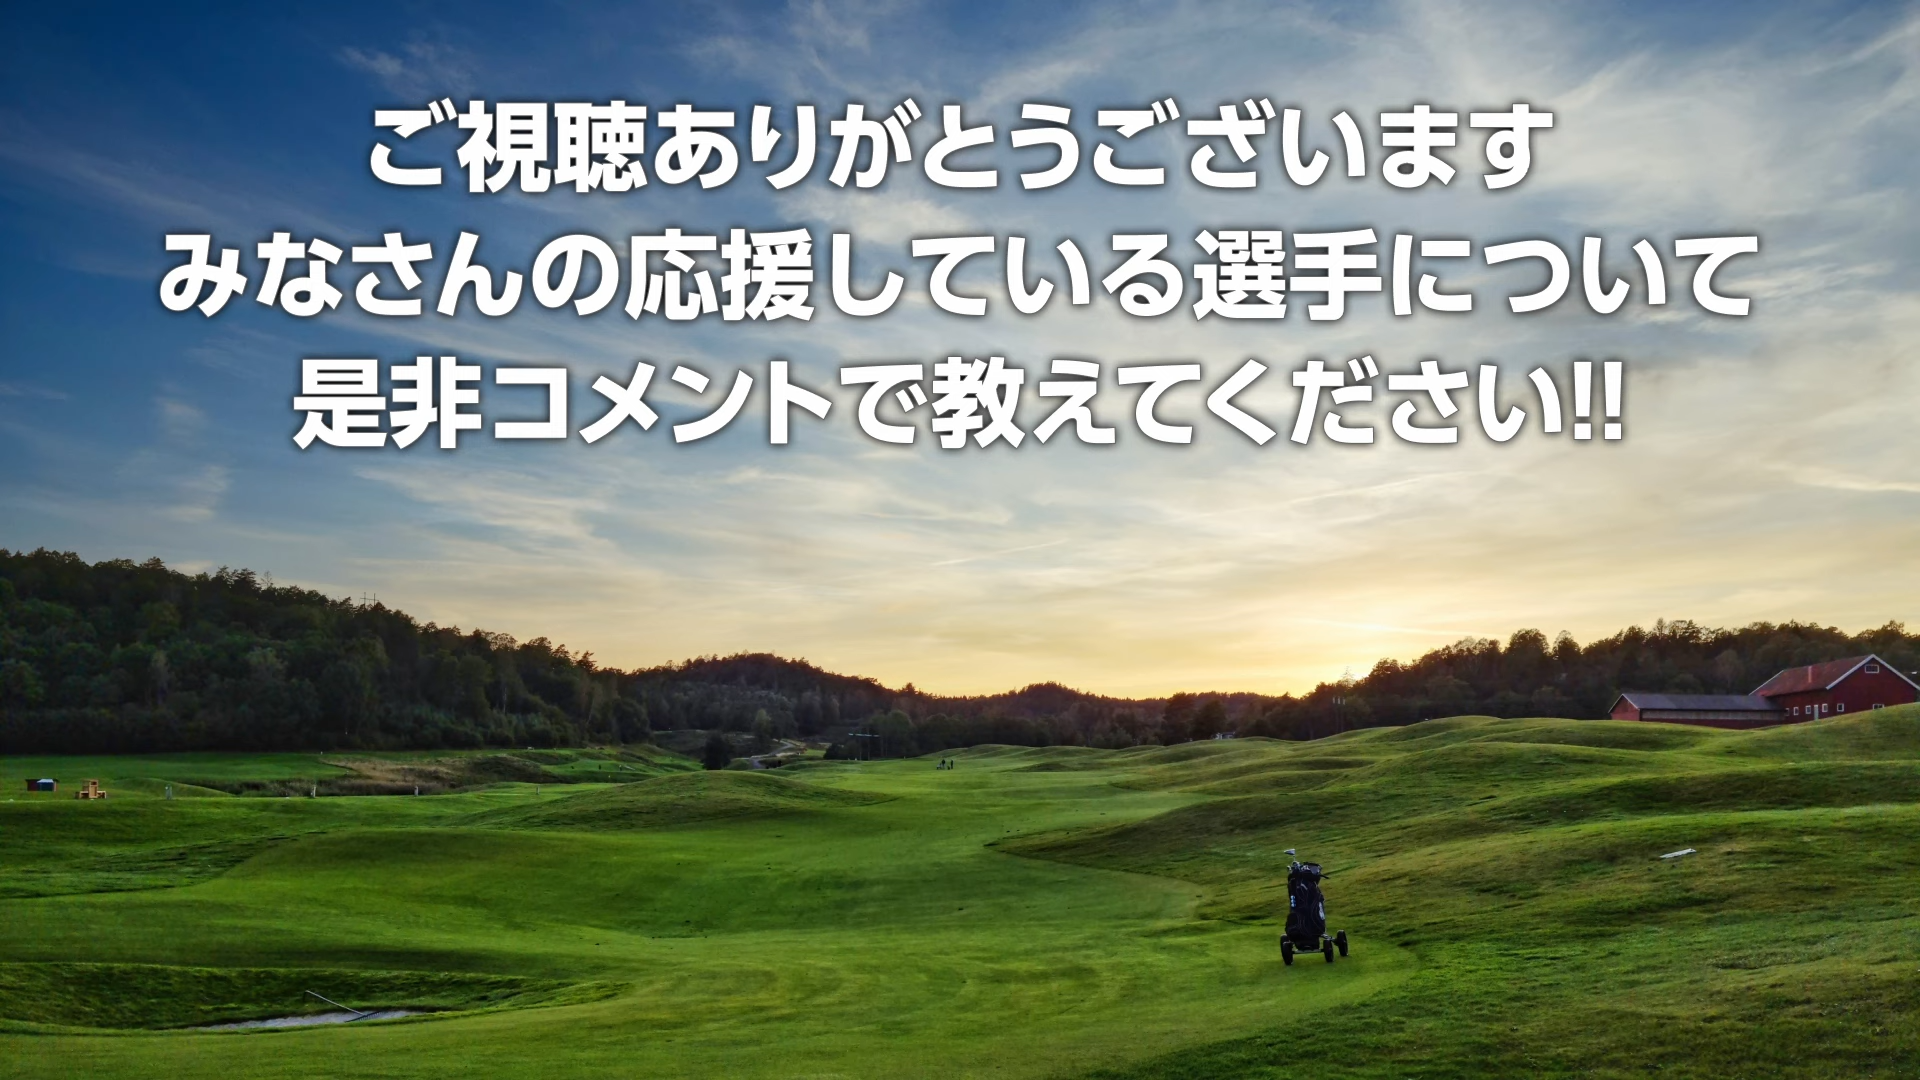 ご視聴ありがとうございます
みなさんの応援している選手について
是非コメントで教えてください!!